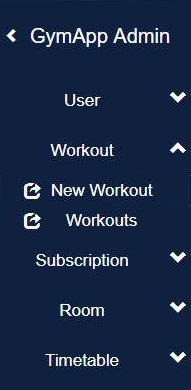 GymApp Admin
User
Workout
New Workout
Workouts
Subscription
Room
Timetable